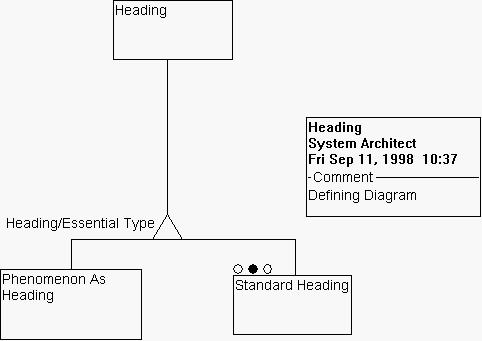 Heading
Heading
System Architect
Fri Sep 11, 1998 10:37
Comment
Defining Diagram
Heading/Essential Type
Phenomenon As
Heading
Standard Heading